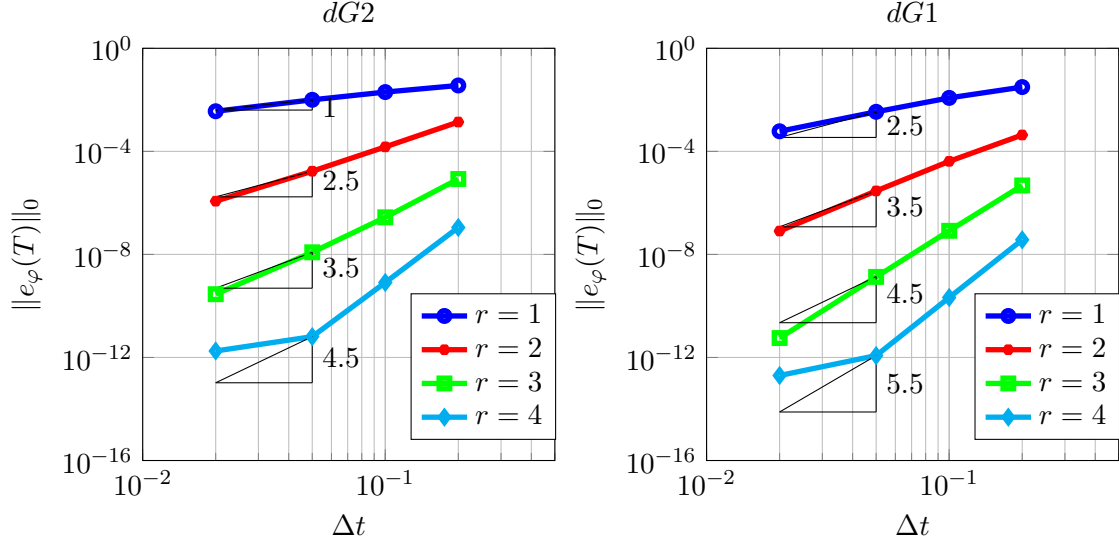 dG2
10^0
10^{-4}
10^{-8}
10^{-12}
10^{-16}
10^{-2}
10^{-1}
Δt
‖e_φ(T)‖_0
1
2.5
3.5
4.5
r = 1
r = 2
r = 3
r = 4
dG1
10^0
10^{-4}
10^{-8}
10^{-12}
10^{-16}
10^{-2}
10^{-1}
Δt
‖e_φ(T)‖_0
2.5
3.5
4.5
5.5
r = 1
r = 2
r = 3
r = 4